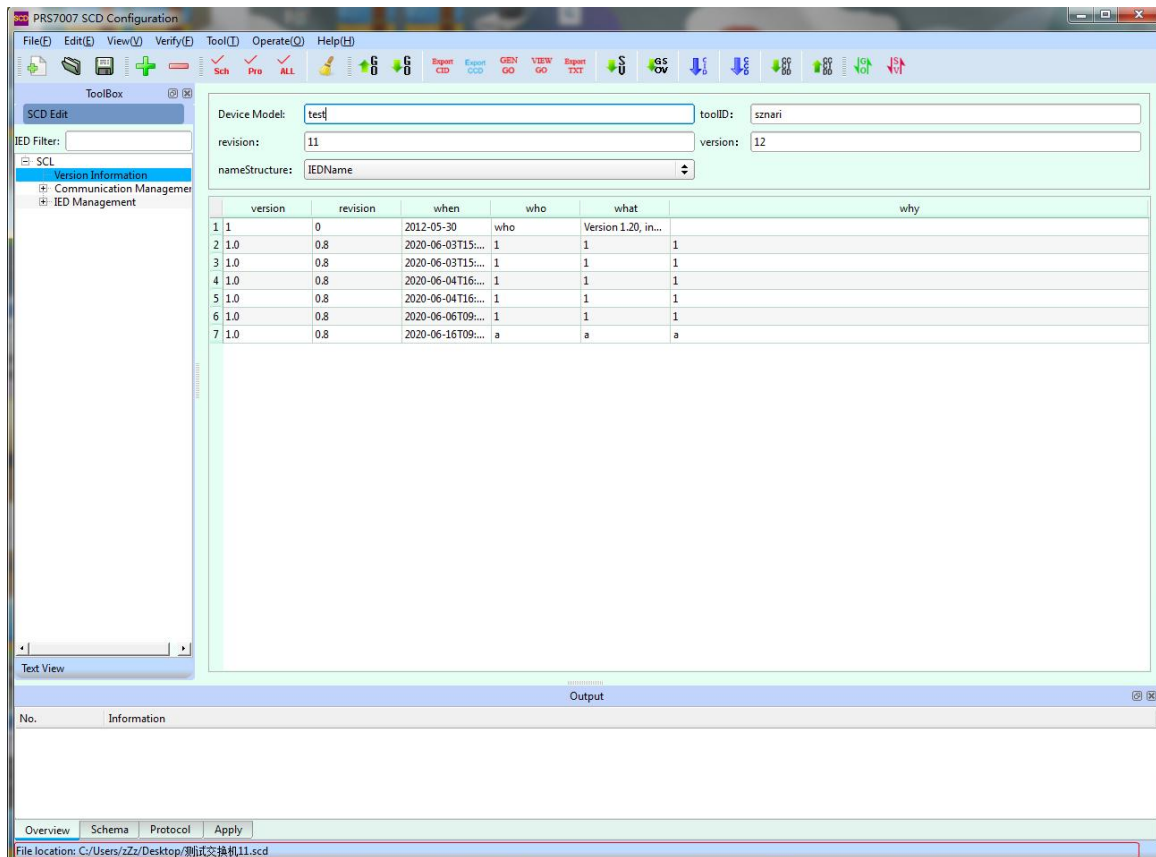 SCD PRS7007 SCD Configuration
File(F) Edit(E) View(V) Verify(F) Tool(T) Operate(O) Help(H)
Sch Pro ALL G O G O Export CID Export CCD GEN GO VIEW GO Export TXT S U GS OV
ToolBox
SCD Edit
IED Filter:
SCL
Version Information
Communication Managemer
IED Management
Text View
Device Model: test toolID: sznari
revision: 11 version: 12
nameStructure: IEDName
version revision when who what why
1 1 0 2012-05-30 who Version 1.20, in...
2 1.0 0.8 2020-06-03T15:... 1 1 1
3 1.0 0.8 2020-06-03T15:... 1 1 1
4 1.0 0.8 2020-06-04T16:... 1 1 1
5 1.0 0.8 2020-06-04T16:... 1 1 1
6 1.0 0.8 2020-06-06T09:... 1 1 1
7 1.0 0.8 2020-06-16T09:... a a a
Output
No. Information
Overview Schema Protocol Apply
File location: C:/Users/zZz/Desktop/测试交换机11.scd